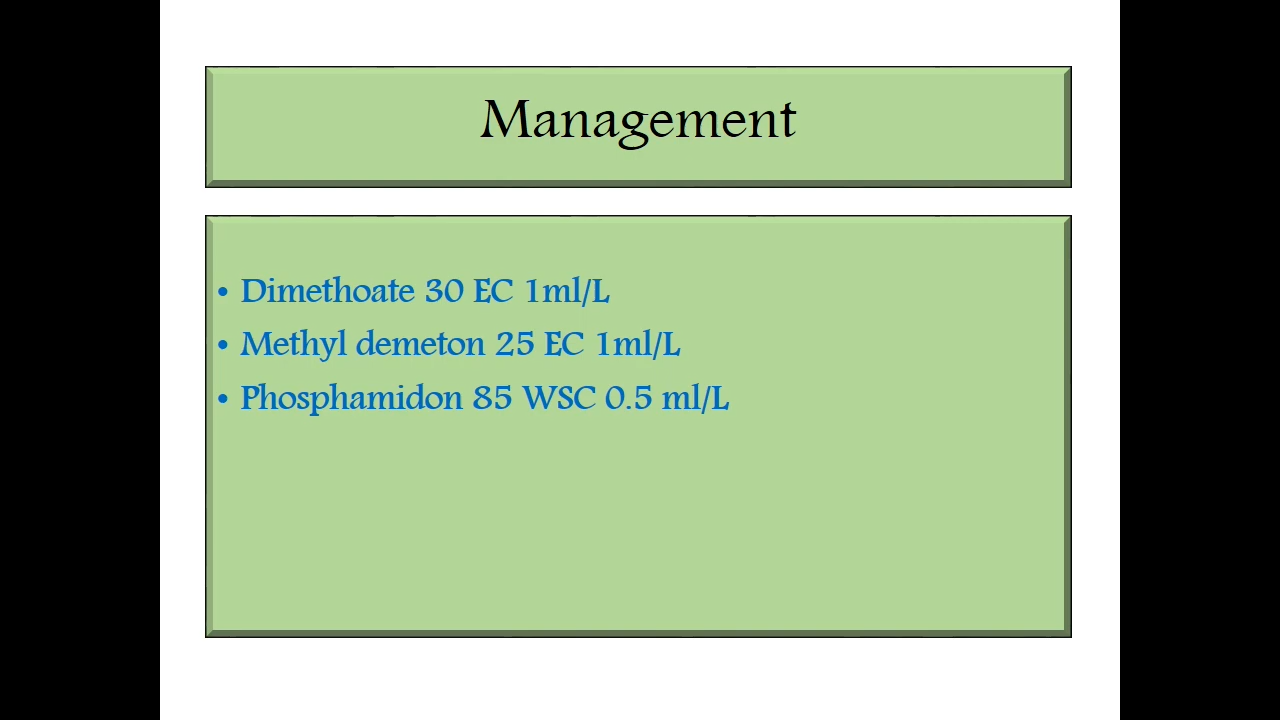 Management
• Dimethoate 30 EC 1ml/L
• Methyl demeton 25 EC 1ml/L
• Phosphamidon 85 WSC 0.5 ml/L